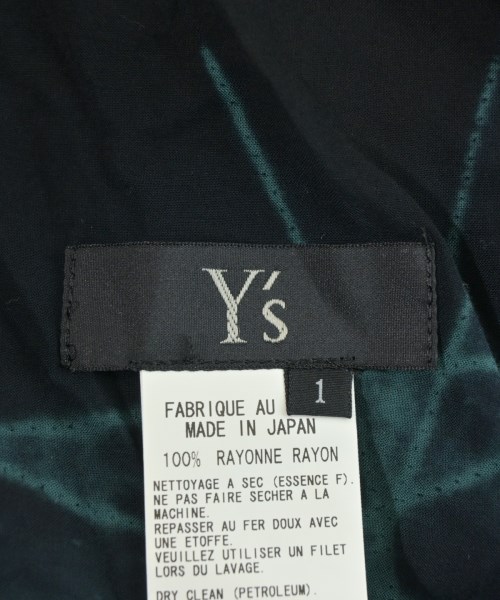 Y's
1
FABRIQUE AU
MADE IN JAPAN
100% RAYONNE RAYON
NETTOYAGE A SEC (ESSENCE F).
NE PAS FAIRE SECHER A LA
MACHINE.
REPASSER AU FER DOUX AVEC
UNE ETOFFE.
VEUILLEZ UTILISER UN FILET
LORS DU LAVAGE.
DRY CLEAN (PETROLEUM).